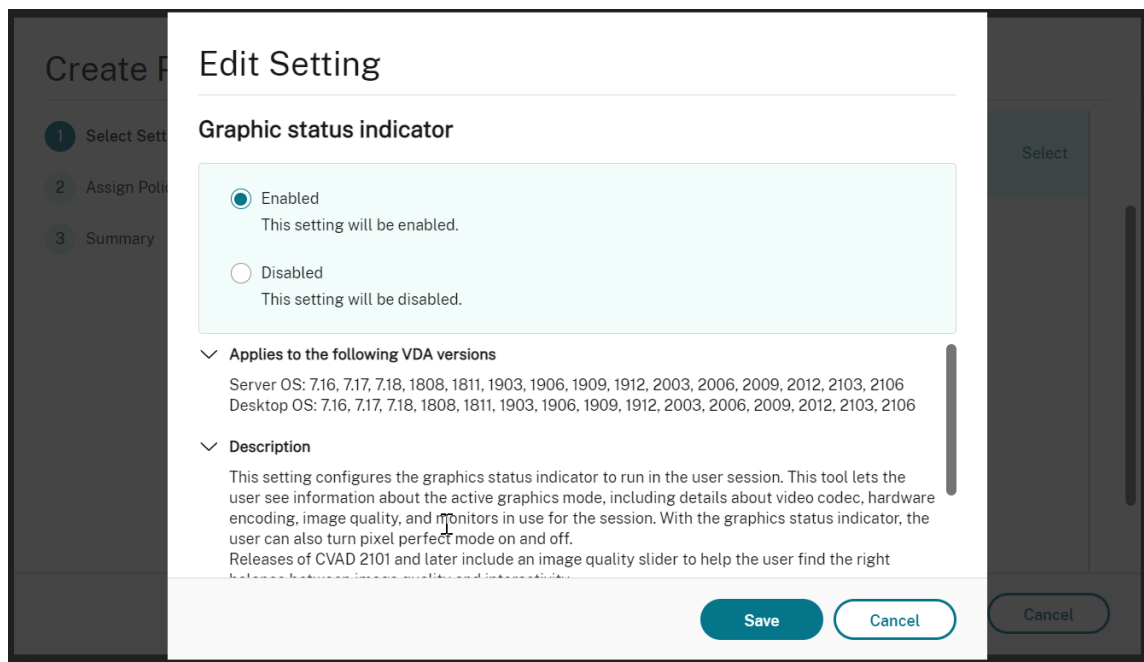 Create
Edit Setting
1 Select Sett
Graphic status indicator
Select
2 Assign Polic
Enabled
This setting will be enabled.
3 Summary
Disabled
This setting will be disabled.
Applies to the following VDA versions
Server OS: 7.16, 7.17, 7.18, 1808, 1811, 1903, 1906, 1909, 1912, 2003, 2006, 2009, 2012, 2103, 2106
Desktop OS: 7.16, 7.17, 7.18, 1808, 1811, 1903, 1906, 1909, 1912, 2003, 2006, 2009, 2012, 2103, 2106
Description
This setting configures the graphics status indicator to run in the user session. This tool lets the
user see information about the active graphics mode, including details about video codec, hardware
encoding, image quality, and monitors in use for the session. With the graphics status indicator, the
user can also turn pixel perfect mode on and off.
Releases of CVAD 2101 and later include an image quality slider to help the user find the right
balance between image quality and interactivity.
Save
Cancel
Cancel